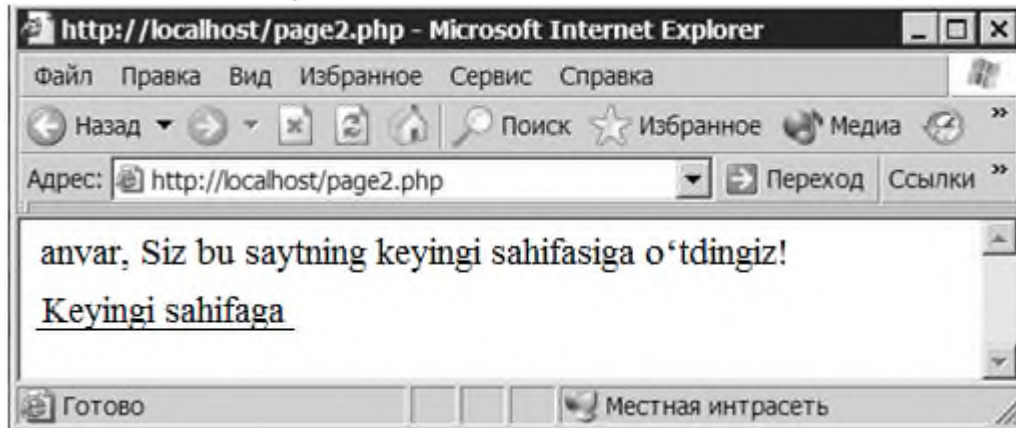 http://localhost/page2.php - Microsoft Internet Explorer
Файл Правка Вид Избранное Сервис Справка
Назад Поиск Избранное Медиа »
Адрес: http://localhost/page2.php Переход Ссылки »
anvar, Siz bu saytning keyingi sahifasiga o‘tdingiz!
Keyingi sahifaga
Готово Местная интрасеть